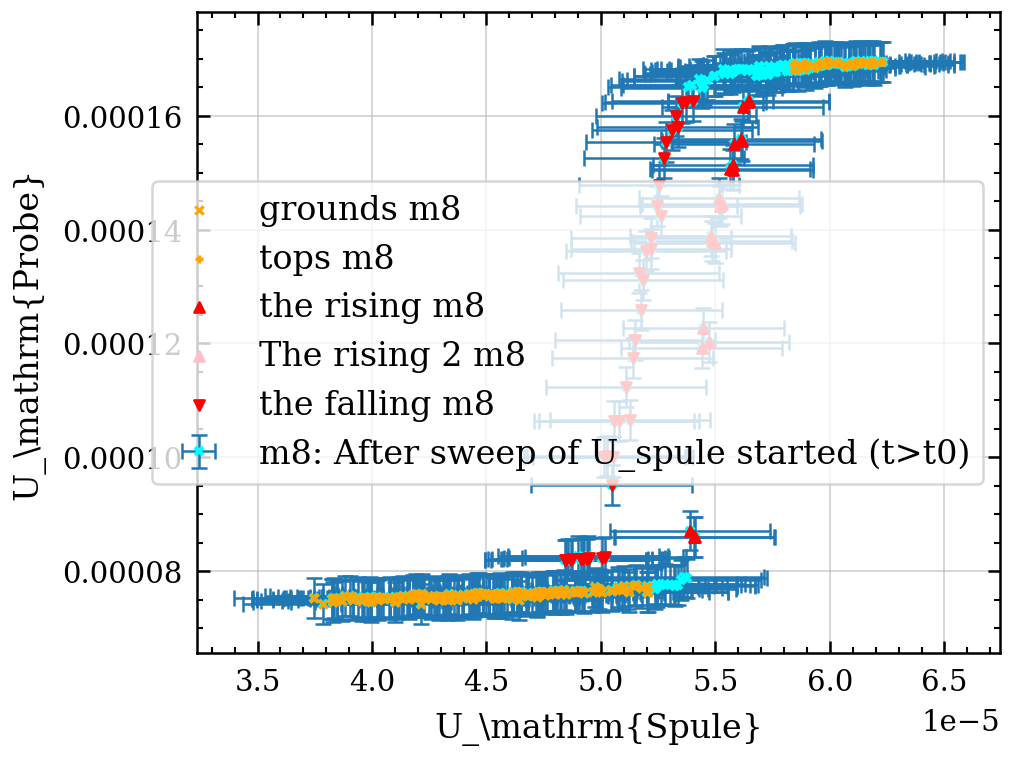 U_\mathrm{Probe}
0.00016
0.00014
0.00012
0.00010
0.00008
grounds m8
tops m8
the rising m8
The rising 2 m8
the falling m8
m8: After sweep of U_spule started (t>t0)
3.5 4.0 4.5 5.0 5.5 6.0 6.5
1e−5
U_\mathrm{Spule}